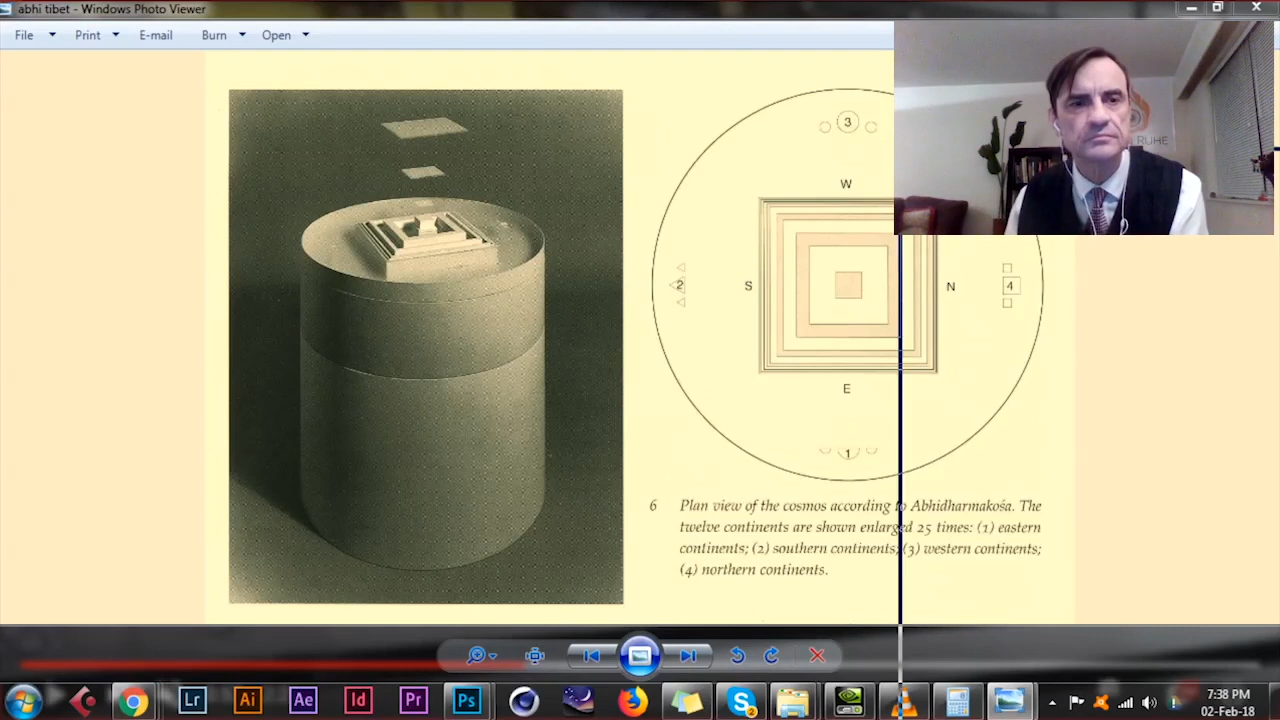 abhi tibet - Windows Photo Viewer
File Print E-mail Burn Open
RUHE
3
W
2 S N 4
E
1
6 Plan view of the cosmos according to Abhidharmakośa. The
twelve continents are shown enlarged 25 times: (1) eastern
continents; (2) southern continents; (3) western continents;
(4) northern continents.
Lr Ai Ae Id Pr Ps S 2
7:38 PM
02-Feb-18